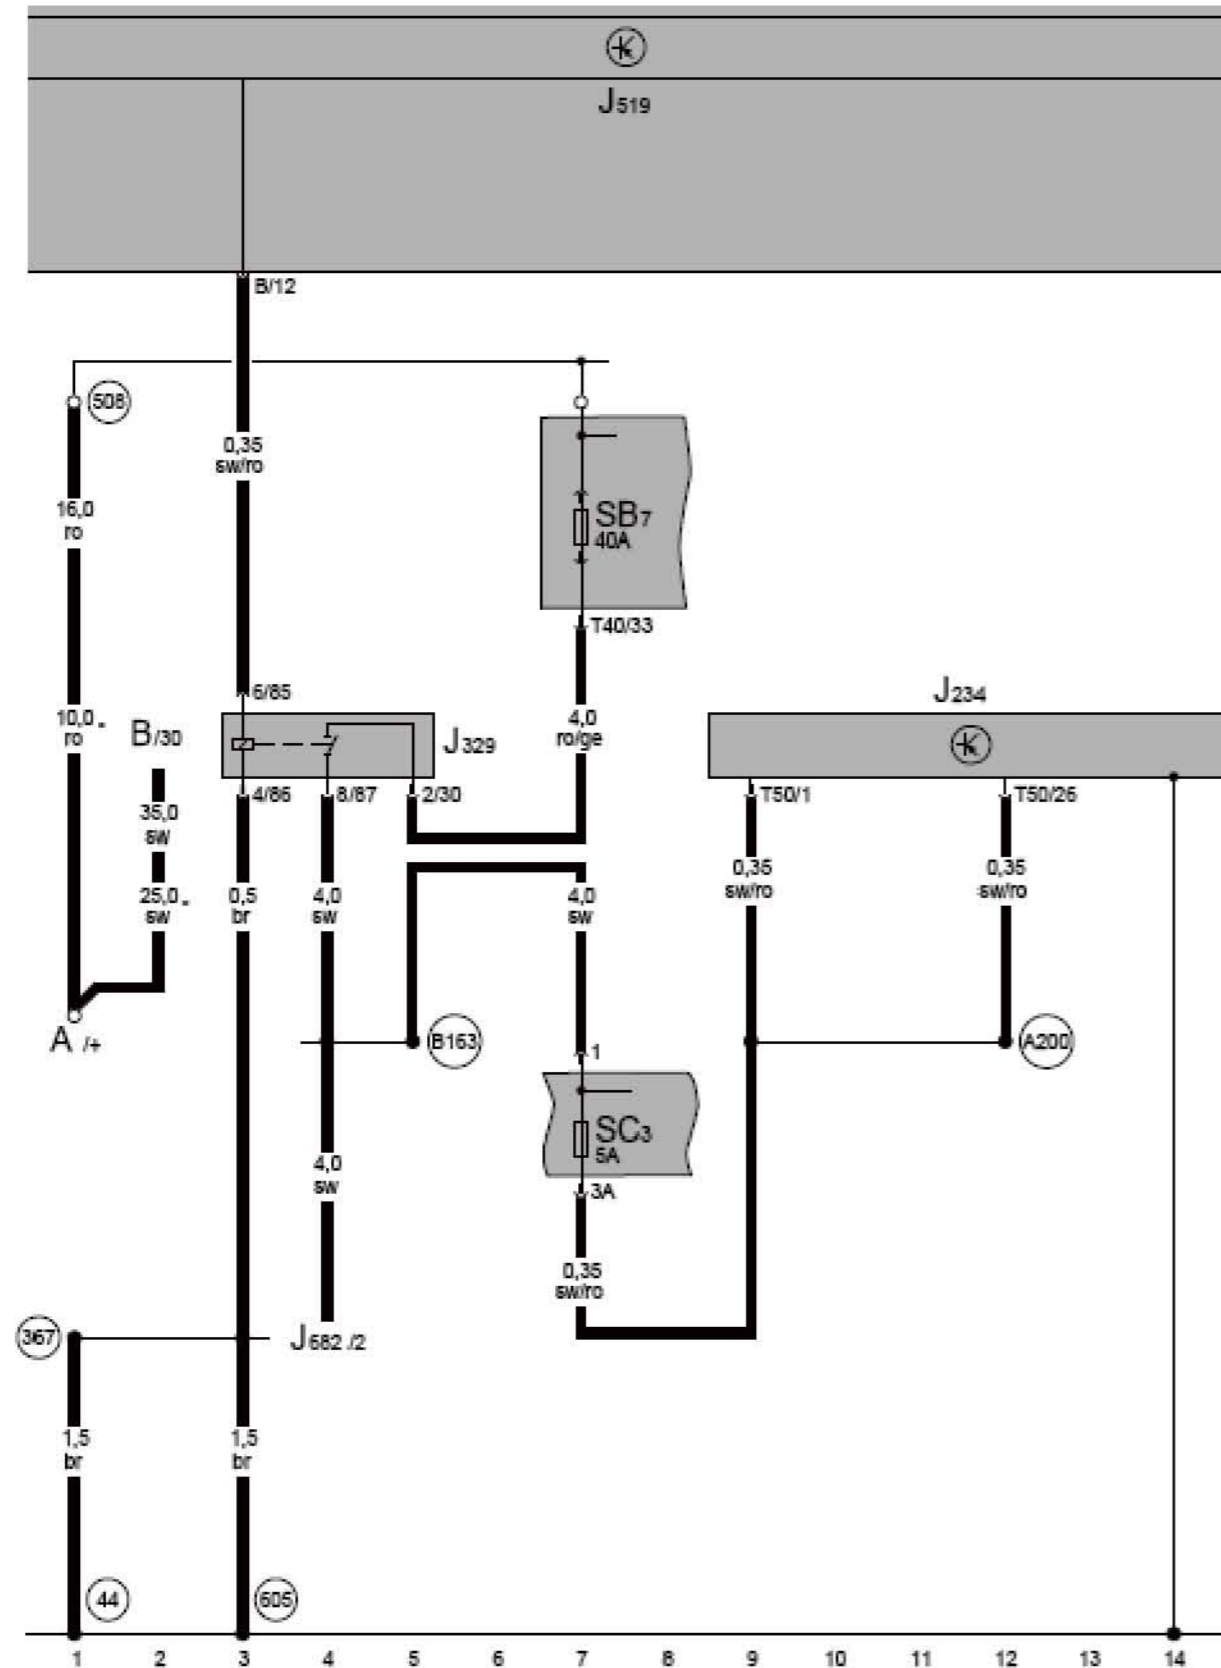 J519
B/12
508
0,35
sw/ro
16,0
ro
SB7
40A
T40/33
6/85
J234
10,0*
ro
B/30
J329
4,0
ro/ge
4/86
8/87
2/30
T50/1
T50/26
35,0
sw
0,35
sw/ro
0,35
sw/ro
25,0*
sw
0,5
br
4,0
sw
4,0
sw
A /+
B163
1
A200
SC3
5A
4,0
sw
3A
0,35
sw/ro
367
J682 /2
1,5
br
1,5
br
44
605
1 2 3 4 5 6 7 8 9 10 11 12 13 14